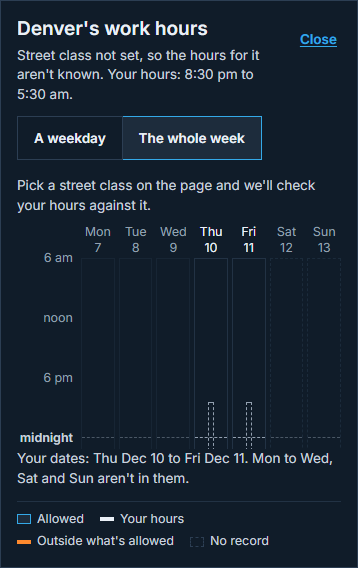 Denver's work hours
Close
Street class not set, so the hours for it
aren't known. Your hours: 8:30 pm to
5:30 am.
A weekday
The whole week
Pick a street class on the page and we'll check
your hours against it.
Mon Tue Wed Thu Fri Sat Sun
7 8 9 10 11 12 13
6 am
noon
6 pm
midnight
Your dates: Thu Dec 10 to Fri Dec 11. Mon to Wed,
Sat and Sun aren't in them.
Allowed Your hours
Outside what's allowed No record